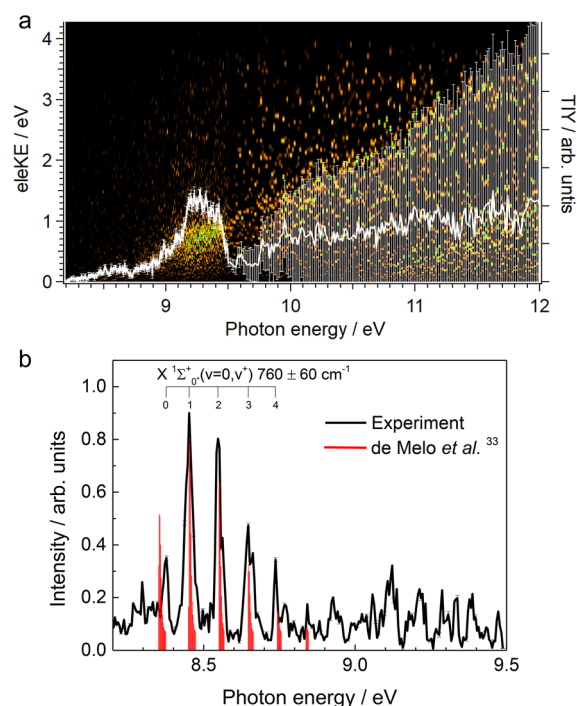 a
4
3
2
1
0
eleKE / eV
TIY / arb. units
9
10
11
12
Photon energy / eV
b
X ¹Σ⁺₀₊(v=0,v⁺) 760 ± 60 cm⁻¹
0
1
2
3
4
Experiment
de Melo et al. ³³
1.0
0.8
0.6
0.4
0.2
0.0
Intensity / arb. units
8.5
9.0
9.5
Photon energy / eV